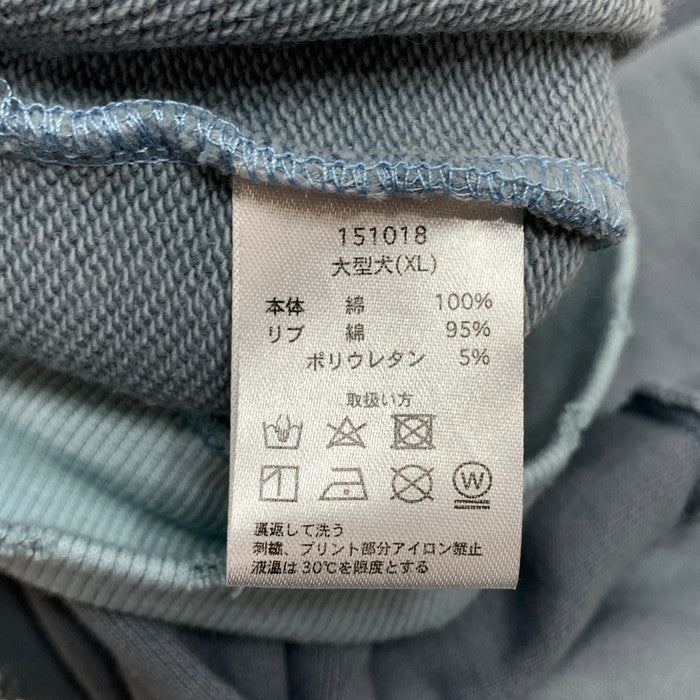 151018
大型犬(XL)
本体 綿 100%
リブ 綿 95%
ポリウレタン 5%
取扱い方
W
裏返して洗う
刺繍、プリント部分アイロン禁止
液温は30℃を限度とする